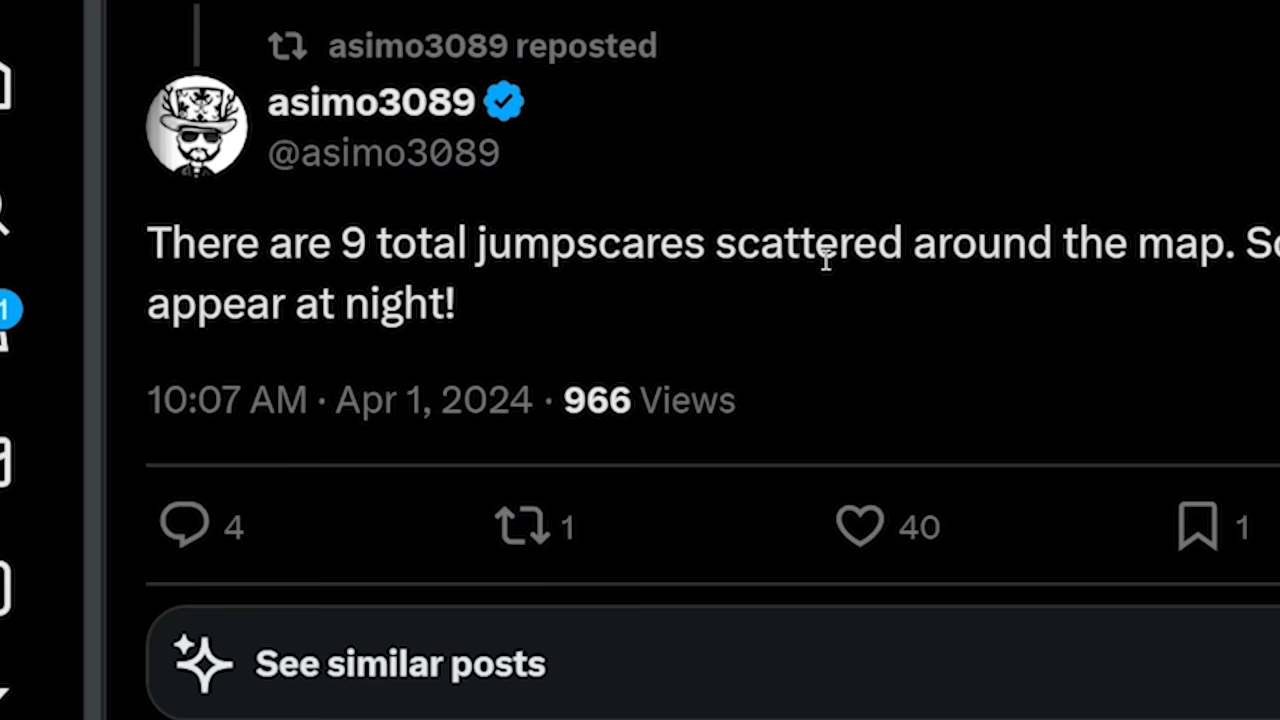 asimo3089 reposted
asimo3089
@asimo3089
There are 9 total jumpscares scattered around the map.
appear at night!
10:07 AM · Apr 1, 2024 · 966 Views
4 1 40 1
See similar posts
1